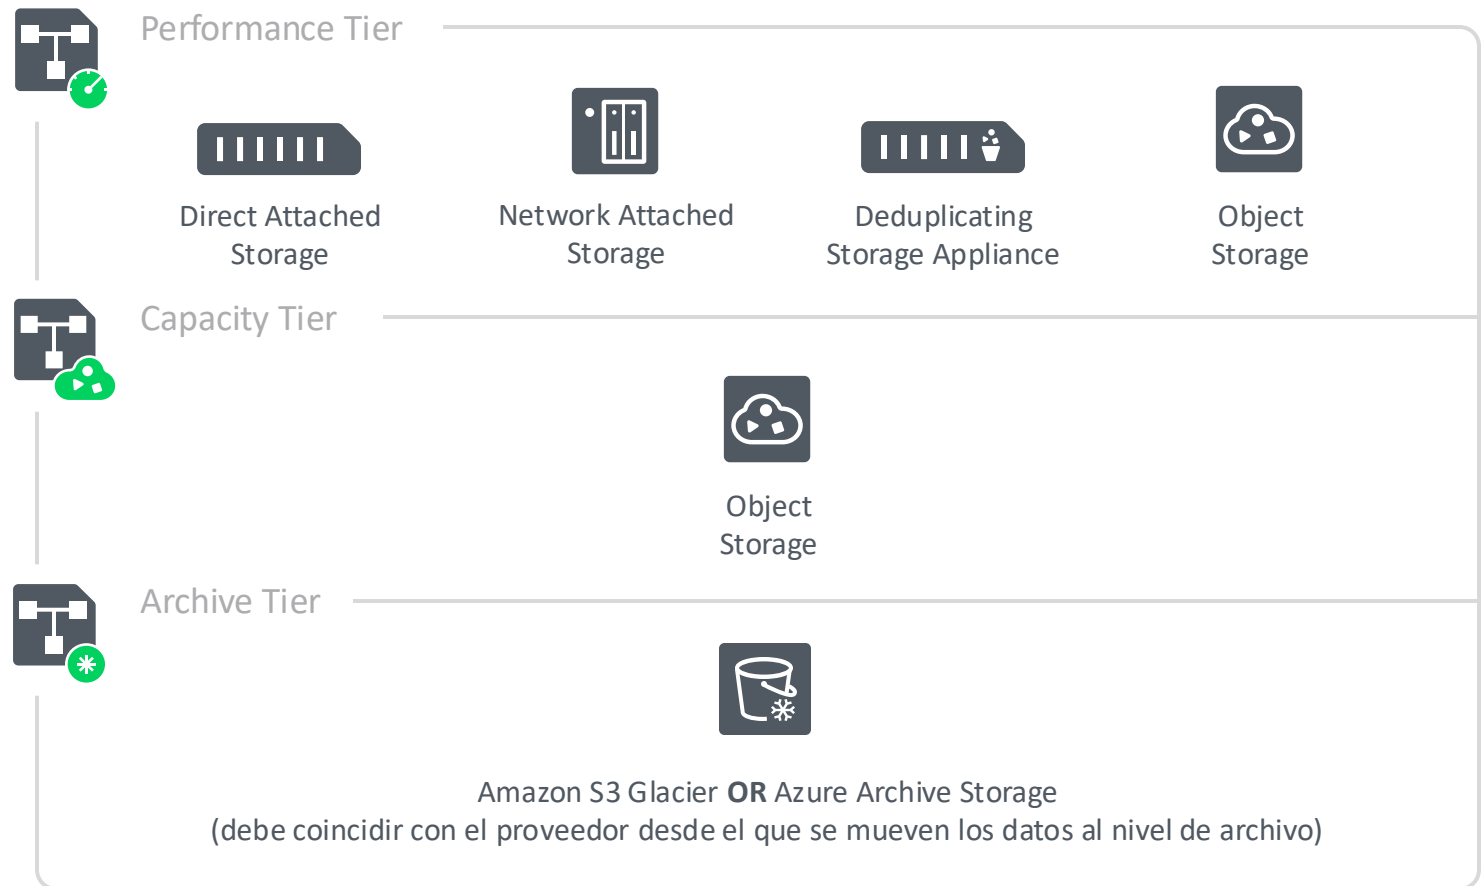 Performance Tier
Direct Attached
Storage
Network Attached
Storage
Deduplicating
Storage Appliance
Object
Storage
Capacity Tier
Object
Storage
Archive Tier
Amazon S3 Glacier OR Azure Archive Storage
(debe coincidir con el proveedor desde el que se mueven los datos al nivel de archivo)